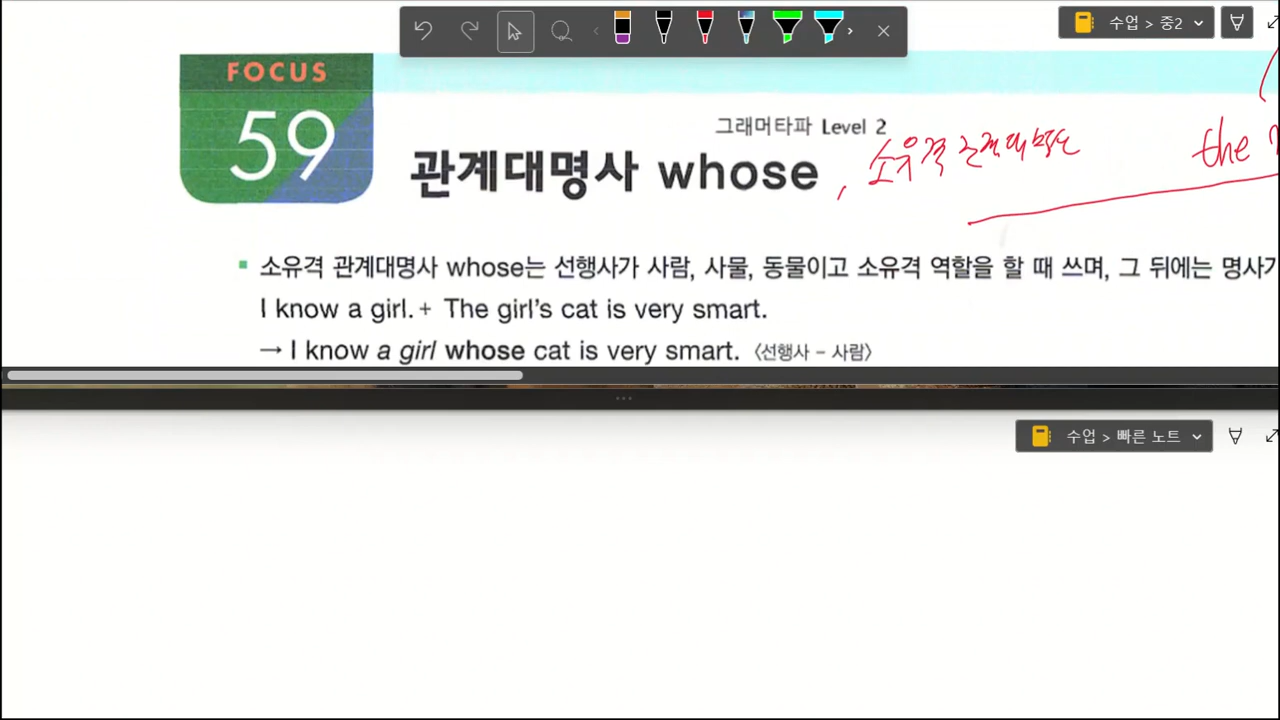 수업 > 중2
FOCUS
59
그래머타파 Level 2
관계대명사 whose
, 소유격 관계대명사
the
소유격 관계대명사 whose는 선행사가 사람, 사물, 동물이고 소유격 역할을 할 때 쓰며, 그 뒤에는 명사가
I know a girl. + The girl's cat is very smart.
→ I know a girl whose cat is very smart. 〈선행사 – 사람〉
수업 > 빠른 노트